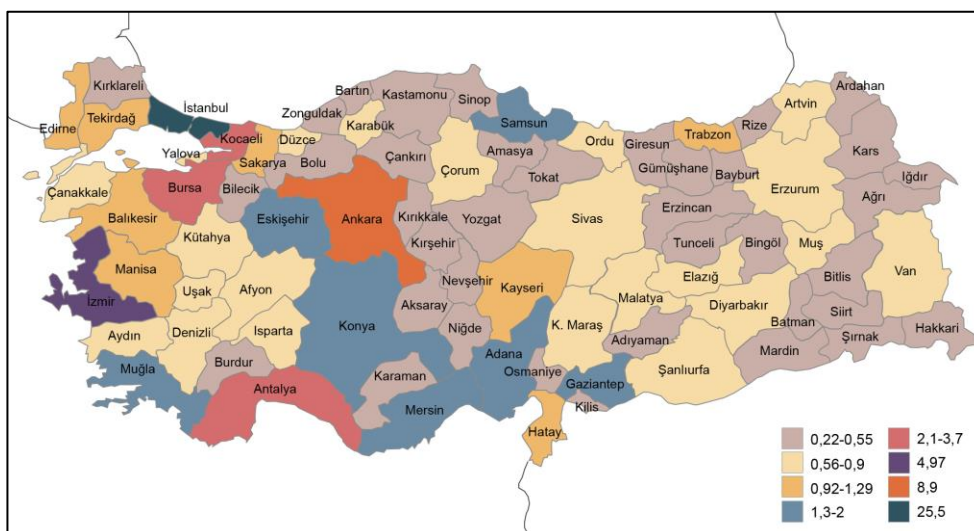 Kırklareli
Edirne
Tekirdağ
İstanbul
Kocaeli
Yalova
Sakarya
Düzce
Bolu
Zonguldak
Bartın
Karabük
Kastamonu
Sinop
Çankırı
Samsun
Amasya
Çorum
Tokat
Ordu
Giresun
Trabzon
Gümüşhane
Bayburt
Rize
Artvin
Ardahan
Kars
Iğdır
Ağrı
Erzurum
Erzincan
Çanakkale
Balıkesir
Bursa
Bilecik
Eskişehir
Ankara
Kırıkkale
Kırşehir
Yozgat
Sivas
Tunceli
Bingöl
Muş
Bitlis
Van
Kütahya
Manisa
İzmir
Uşak
Afyon
Aydın
Denizli
Isparta
Burdur
Muğla
Antalya
Konya
Karaman
Aksaray
Nevşehir
Niğde
Kayseri
Adana
Mersin
Osmaniye
Hatay
K. Maraş
Malatya
Elazığ
Adıyaman
Gaziantep
Kilis
Şanlıurfa
Diyarbakır
Batman
Mardin
Siirt
Şırnak
Hakkari
0,22-0,55
0,56-0,9
0,92-1,29
1,3-2
2,1-3,7
4,97
8,9
25,5